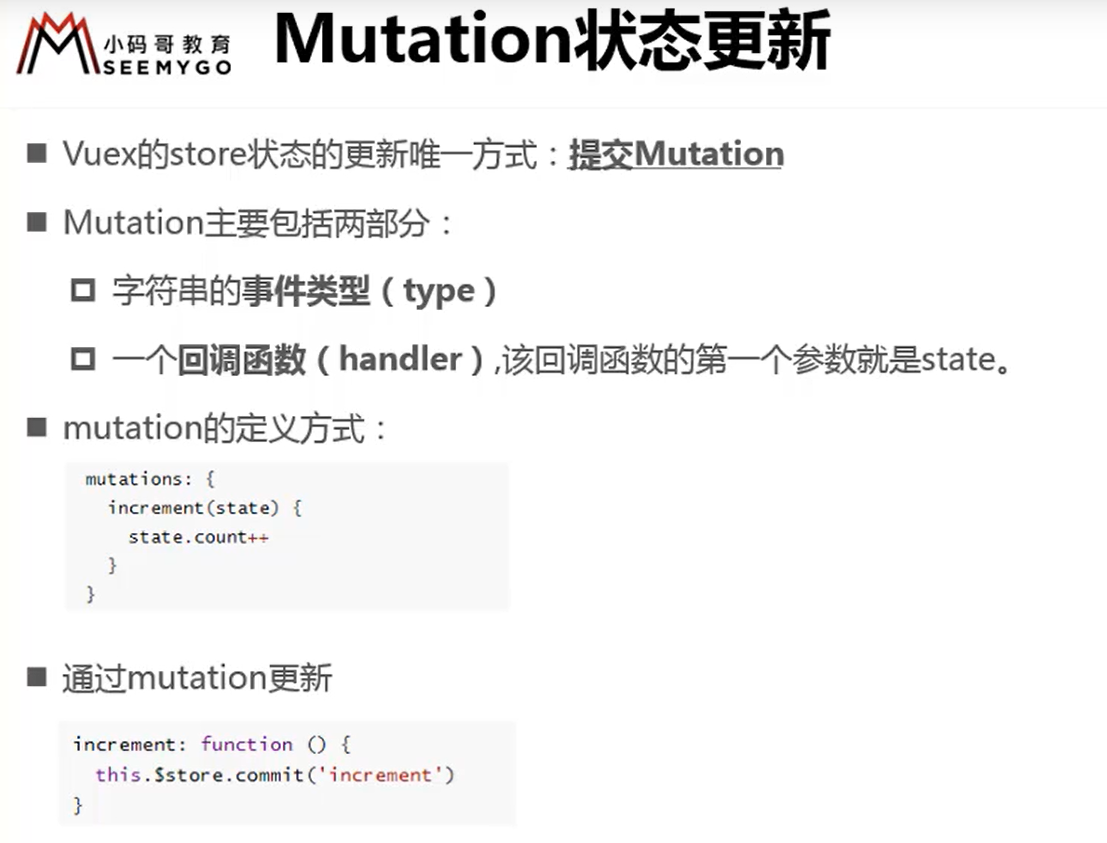 小码哥教育
SEEMYGO
Mutation状态更新
Vuex的store状态的更新唯一方式：提交Mutation
Mutation主要包括两部分：
字符串的事件类型（type）
一个回调函数（handler）,该回调函数的第一个参数就是state。
mutation的定义方式：
mutations: {
  increment(state) {
    state.count++
  }
}
通过mutation更新
increment: function () {
  this.$store.commit('increment')
}